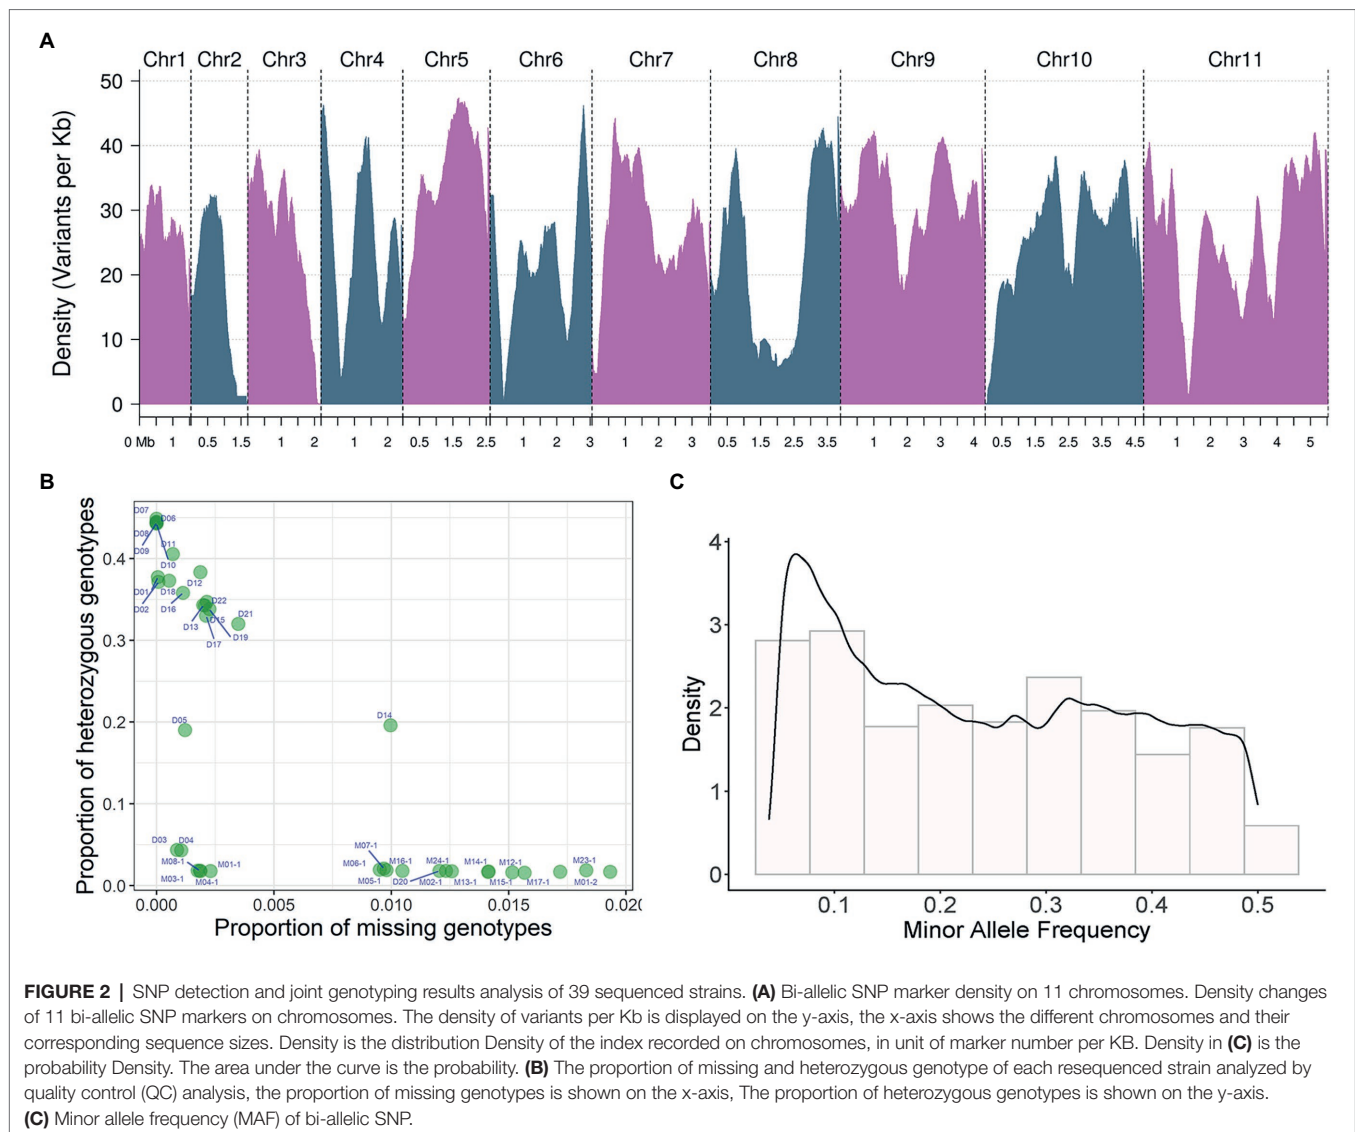 A
Chr1 Chr2 Chr3 Chr4 Chr5 Chr6 Chr7 Chr8 Chr9 Chr10 Chr11
Density (Variants per Kb)
50
40
30
20
10
0
0 Mb 1 0.5 1.5 1 2 1 2 0.5 1.5 2.5 1 2 3 1 2 3 0.5 1.5 2.5 3.5 1 2 3 4 0.5 1.5 2.5 3.5 4.5 1 2 3 4 5
B
Proportion of heterozygous genotypes
0.4
0.3
0.2
0.1
0.0
D07
D06
D08
D09
D11
D10
D12
D01
D18
D02
D16
D22
D13
D15
D21
D19
D17
D05
D14
D03 D04
M08-1 M01-1
M03-1 M04-1
M07-1
M06-1 M16-1 M24-1 M14-1 M12-1 M23-1
M05-1 D20 M02-1 M13-1 M15-1 M17-1 M01-2
0.000 0.005 0.010 0.015
Proportion of missing genotypes
C
Density
4
3
2
1
0
0.1 0.2 0.3 0.4 0.5
Minor Allele Frequency
FIGURE 2 | SNP detection and joint genotyping results analysis of 39 sequenced strains. (A) Bi-allelic SNP marker density on 11 chromosomes. Density changes
of 11 bi-allelic SNP markers on chromosomes. The density of variants per Kb is displayed on the y-axis, the x-axis shows the different chromosomes and their
corresponding sequence sizes. Density is the distribution Density of the index recorded on chromosomes, in unit of marker number per KB. Density in (C) is the
probability Density. The area under the curve is the probability. (B) The proportion of missing and heterozygous genotype of each resequenced strain analyzed by
quality control (QC) analysis, the proportion of missing genotypes is shown on the x-axis, The proportion of heterozygous genotypes is shown on the y-axis.
(C) Minor allele frequency (MAF) of bi-allelic SNP.